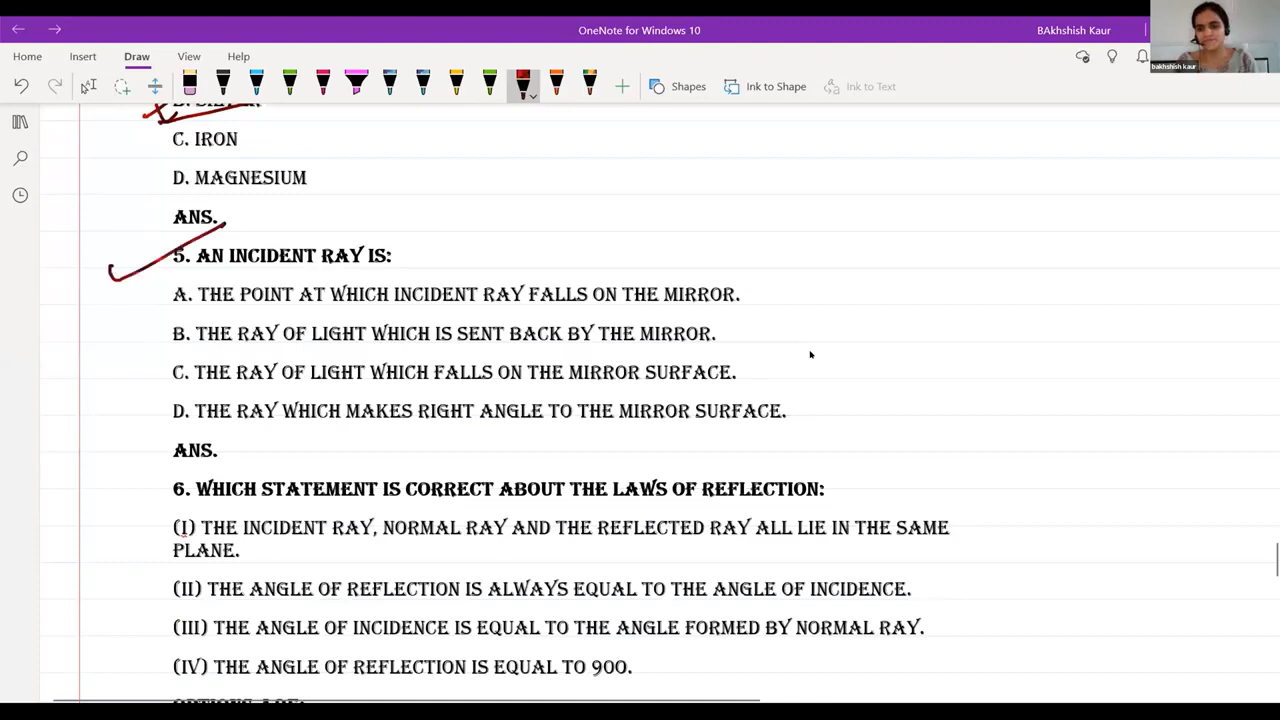 OneNote for Windows 10
BAkhshish Kaur
bakhshish kaur
Home Insert Draw View Help
Shapes Ink to Shape Ink to Text
C. IRON
D. MAGNESIUM
ANS.
5. AN INCIDENT RAY IS:
A. THE POINT AT WHICH INCIDENT RAY FALLS ON THE MIRROR.
B. THE RAY OF LIGHT WHICH IS SENT BACK BY THE MIRROR.
C. THE RAY OF LIGHT WHICH FALLS ON THE MIRROR SURFACE.
D. THE RAY WHICH MAKES RIGHT ANGLE TO THE MIRROR SURFACE.
ANS.
6. WHICH STATEMENT IS CORRECT ABOUT THE LAWS OF REFLECTION:
(I) THE INCIDENT RAY, NORMAL RAY AND THE REFLECTED RAY ALL LIE IN THE SAME
PLANE.
(II) THE ANGLE OF REFLECTION IS ALWAYS EQUAL TO THE ANGLE OF INCIDENCE.
(III) THE ANGLE OF INCIDENCE IS EQUAL TO THE ANGLE FORMED BY NORMAL RAY.
(IV) THE ANGLE OF REFLECTION IS EQUAL TO 900.